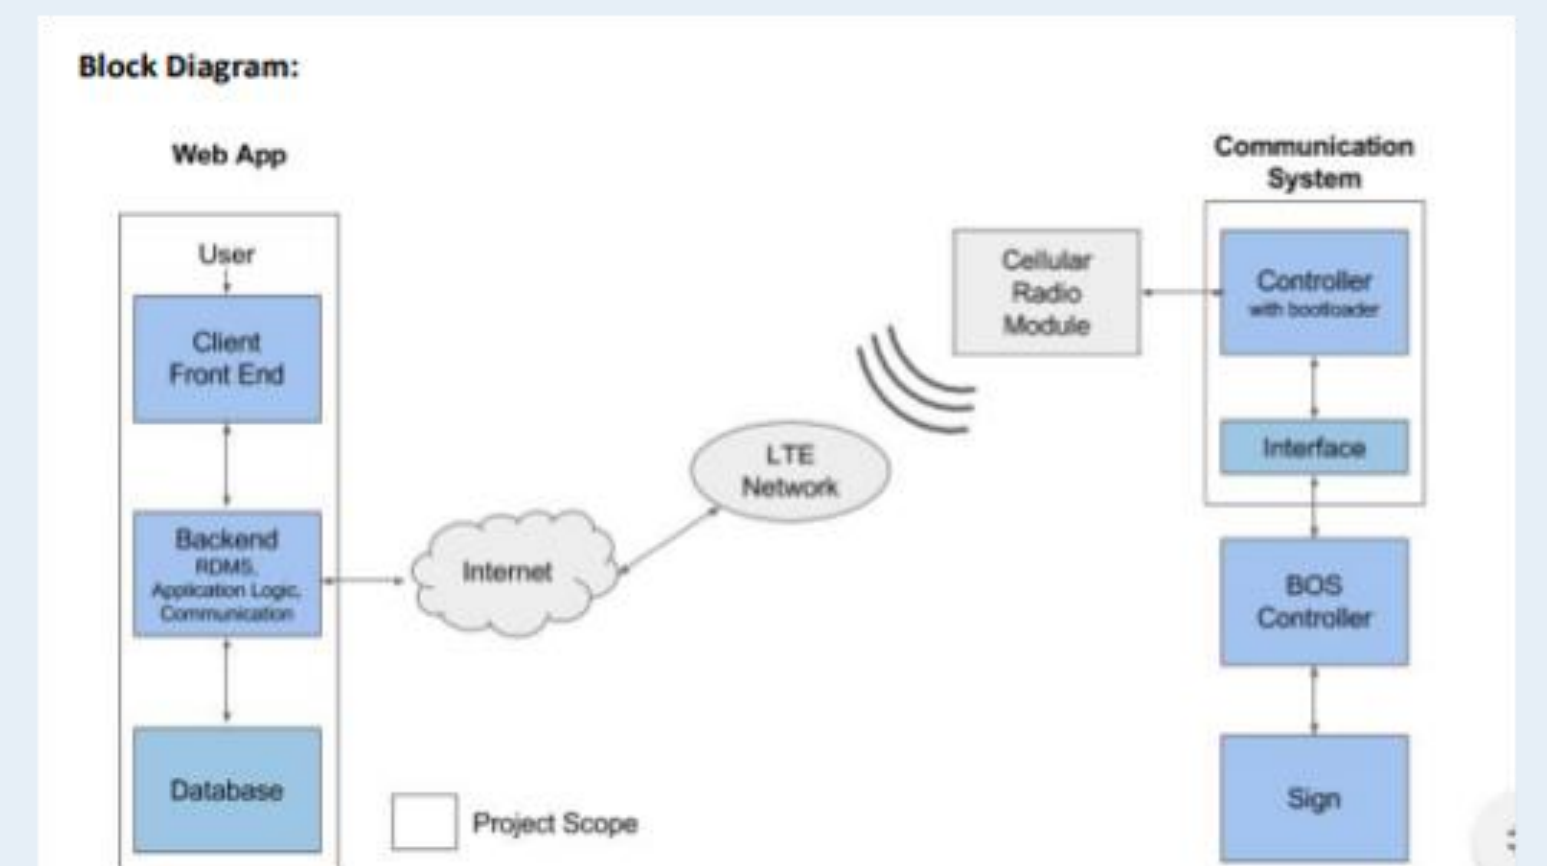 Block Diagram:
Web App
User
Client
Front End
Backend
RDMS,
Application Logic,
Communication
Database
Internet
LTE
Network
Cellular
Radio
Module
Communication
System
Controller
with bootloader
Interface
BOS
Controller
Sign
Project Scope